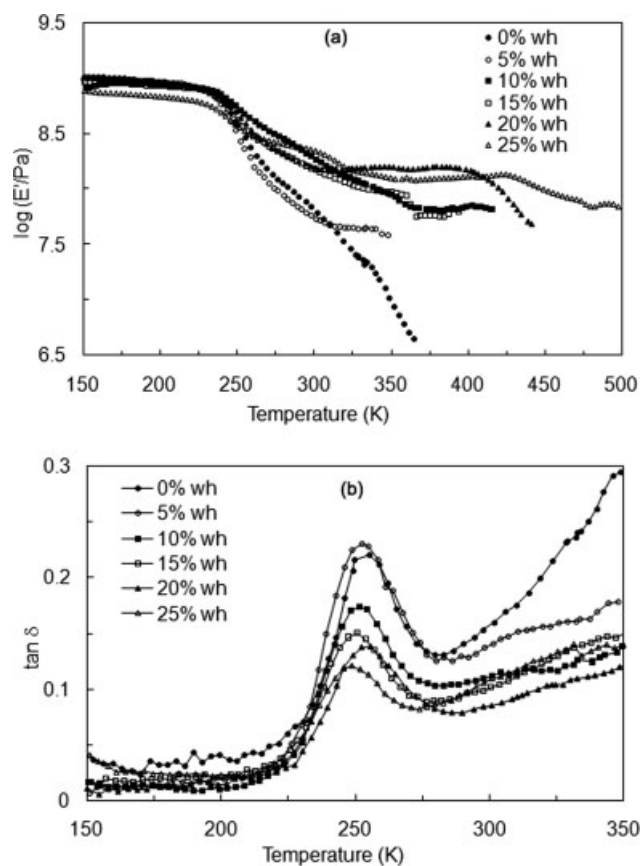 (a)
0% wh
5% wh
10% wh
15% wh
20% wh
25% wh
9.5
8.5
7.5
6.5
log (E'/Pa)
150 200 250 300 350 400 450 500
Temperature (K)
(b)
0% wh
5% wh
10% wh
15% wh
20% wh
25% wh
0.3
0.2
0.1
0
tan δ
150 200 250 300 350
Temperature (K)